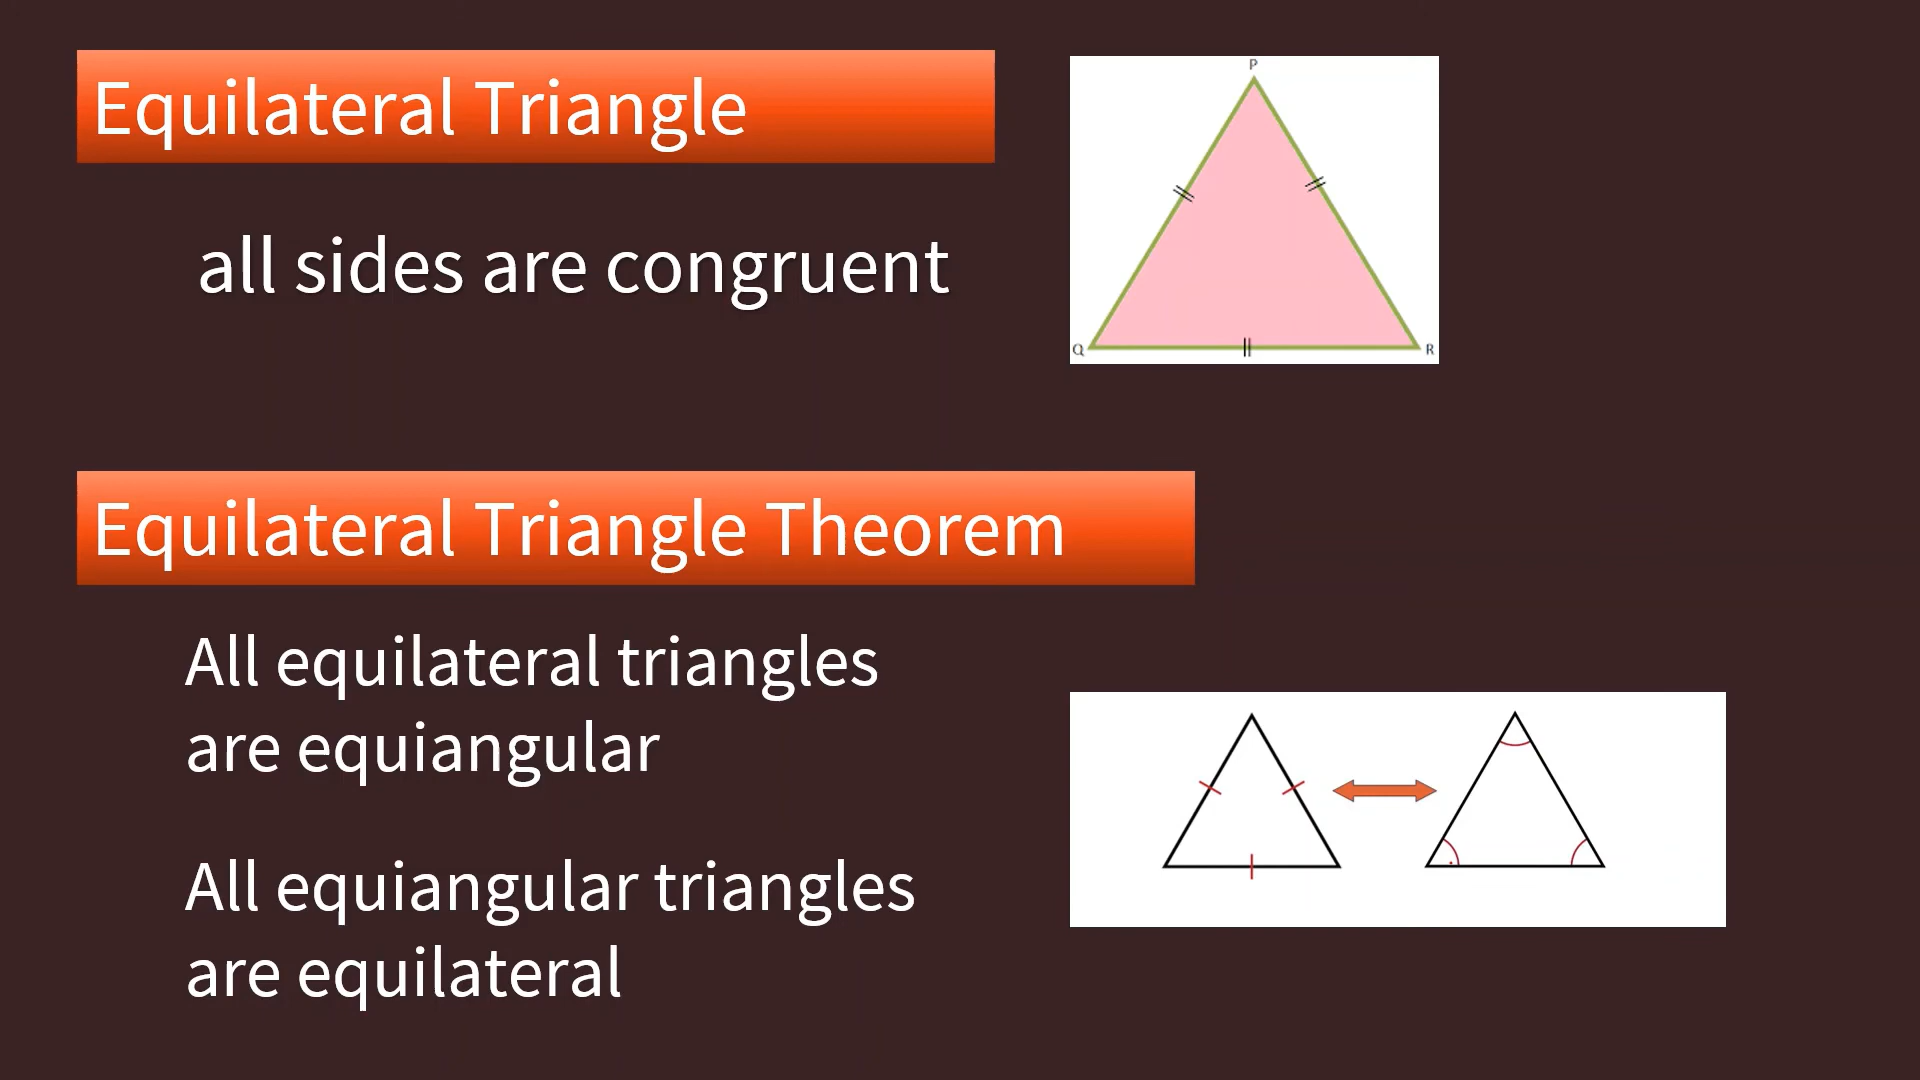 Equilateral Triangle
all sides are congruent
P
Q
R
Equilateral Triangle Theorem
All equilateral triangles
are equiangular
All equiangular triangles
are equilateral